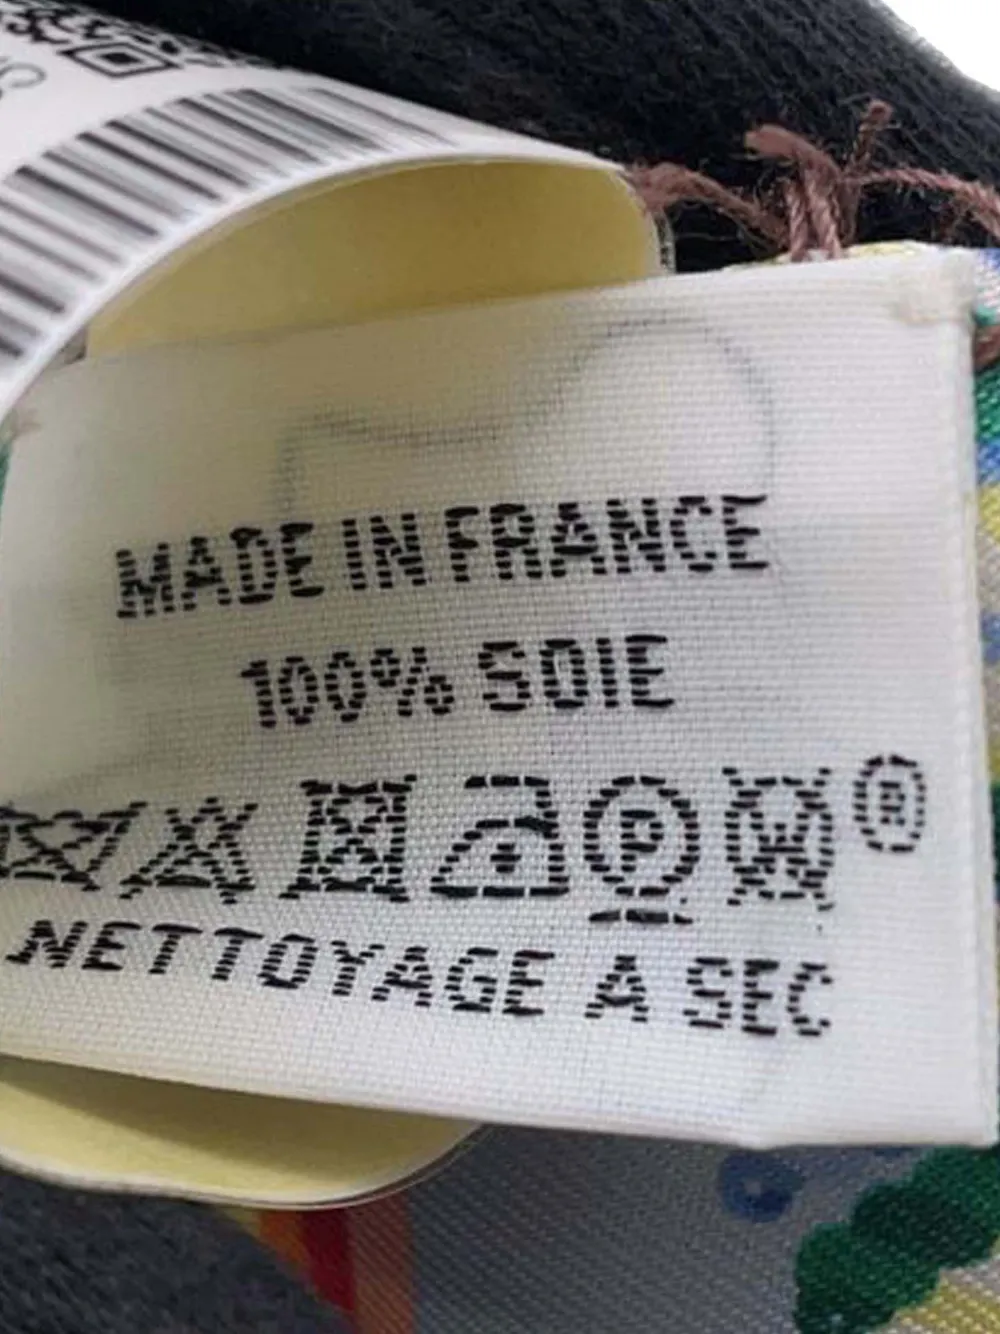 MADE IN FRANCE
100% SOIE
P W ®
NETTOYAGE A SEC